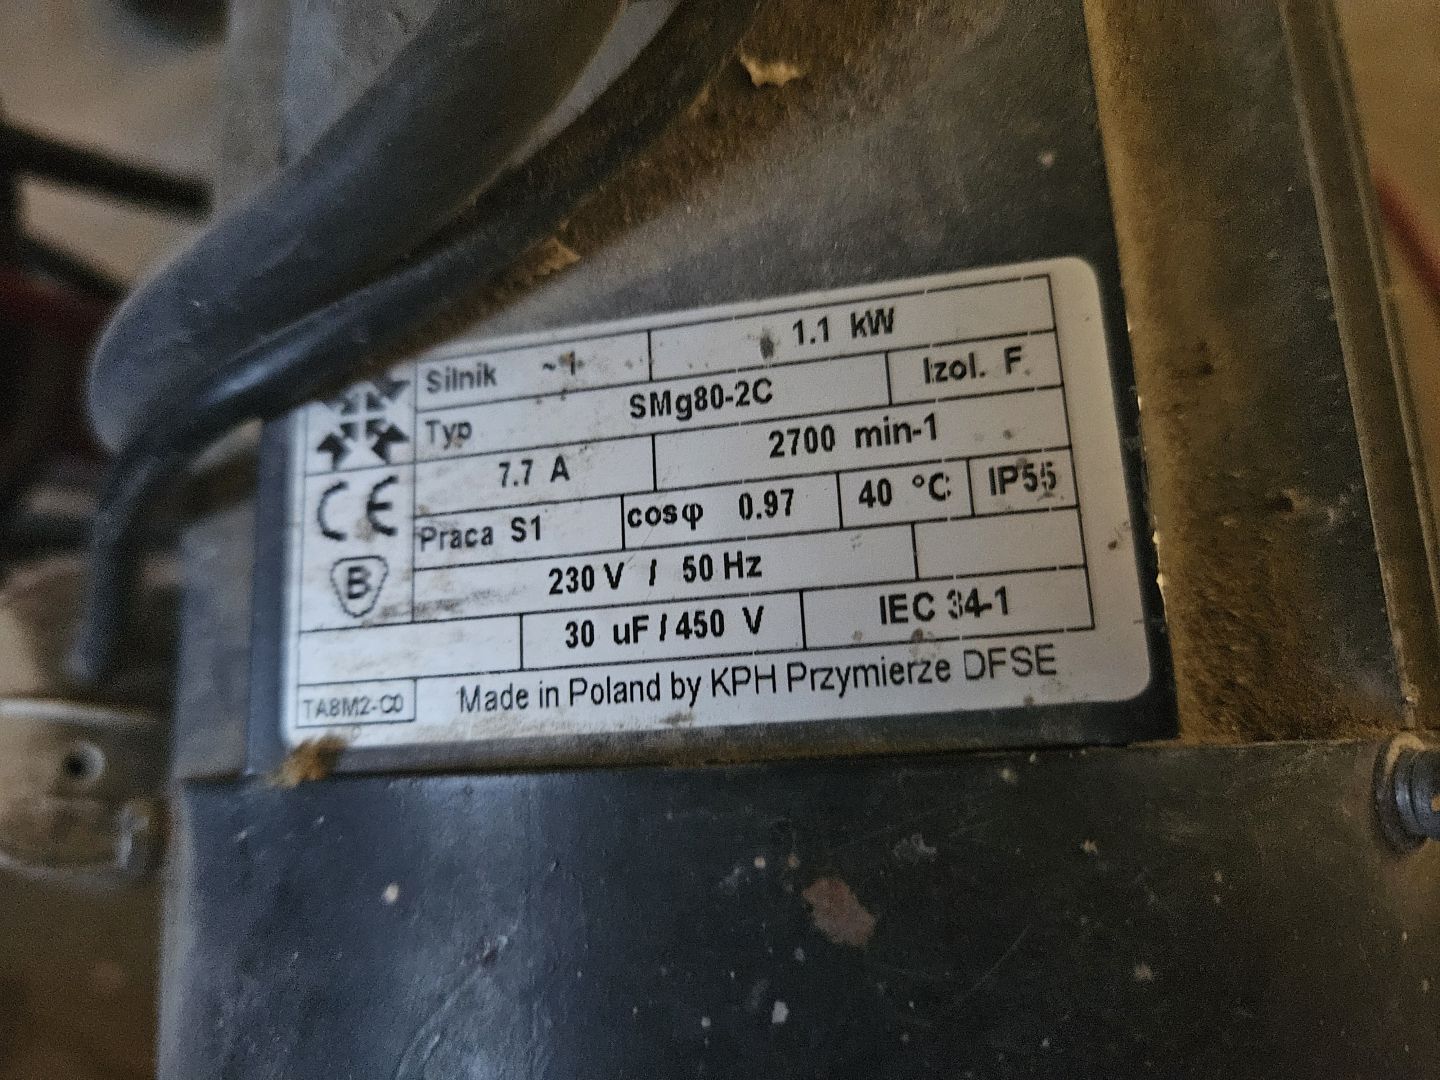 Silnik ~1 1.1 kW
Typ SMg80-2C Izol. F
7.7 A 2700 min-1
CE Praca S1 cosφ 0.97 40 °C IP55
B 230 V / 50 Hz
30 uF / 450 V IEC 34-1
TA8M2-C0 Made in Poland by KPH Przymierze DFSE